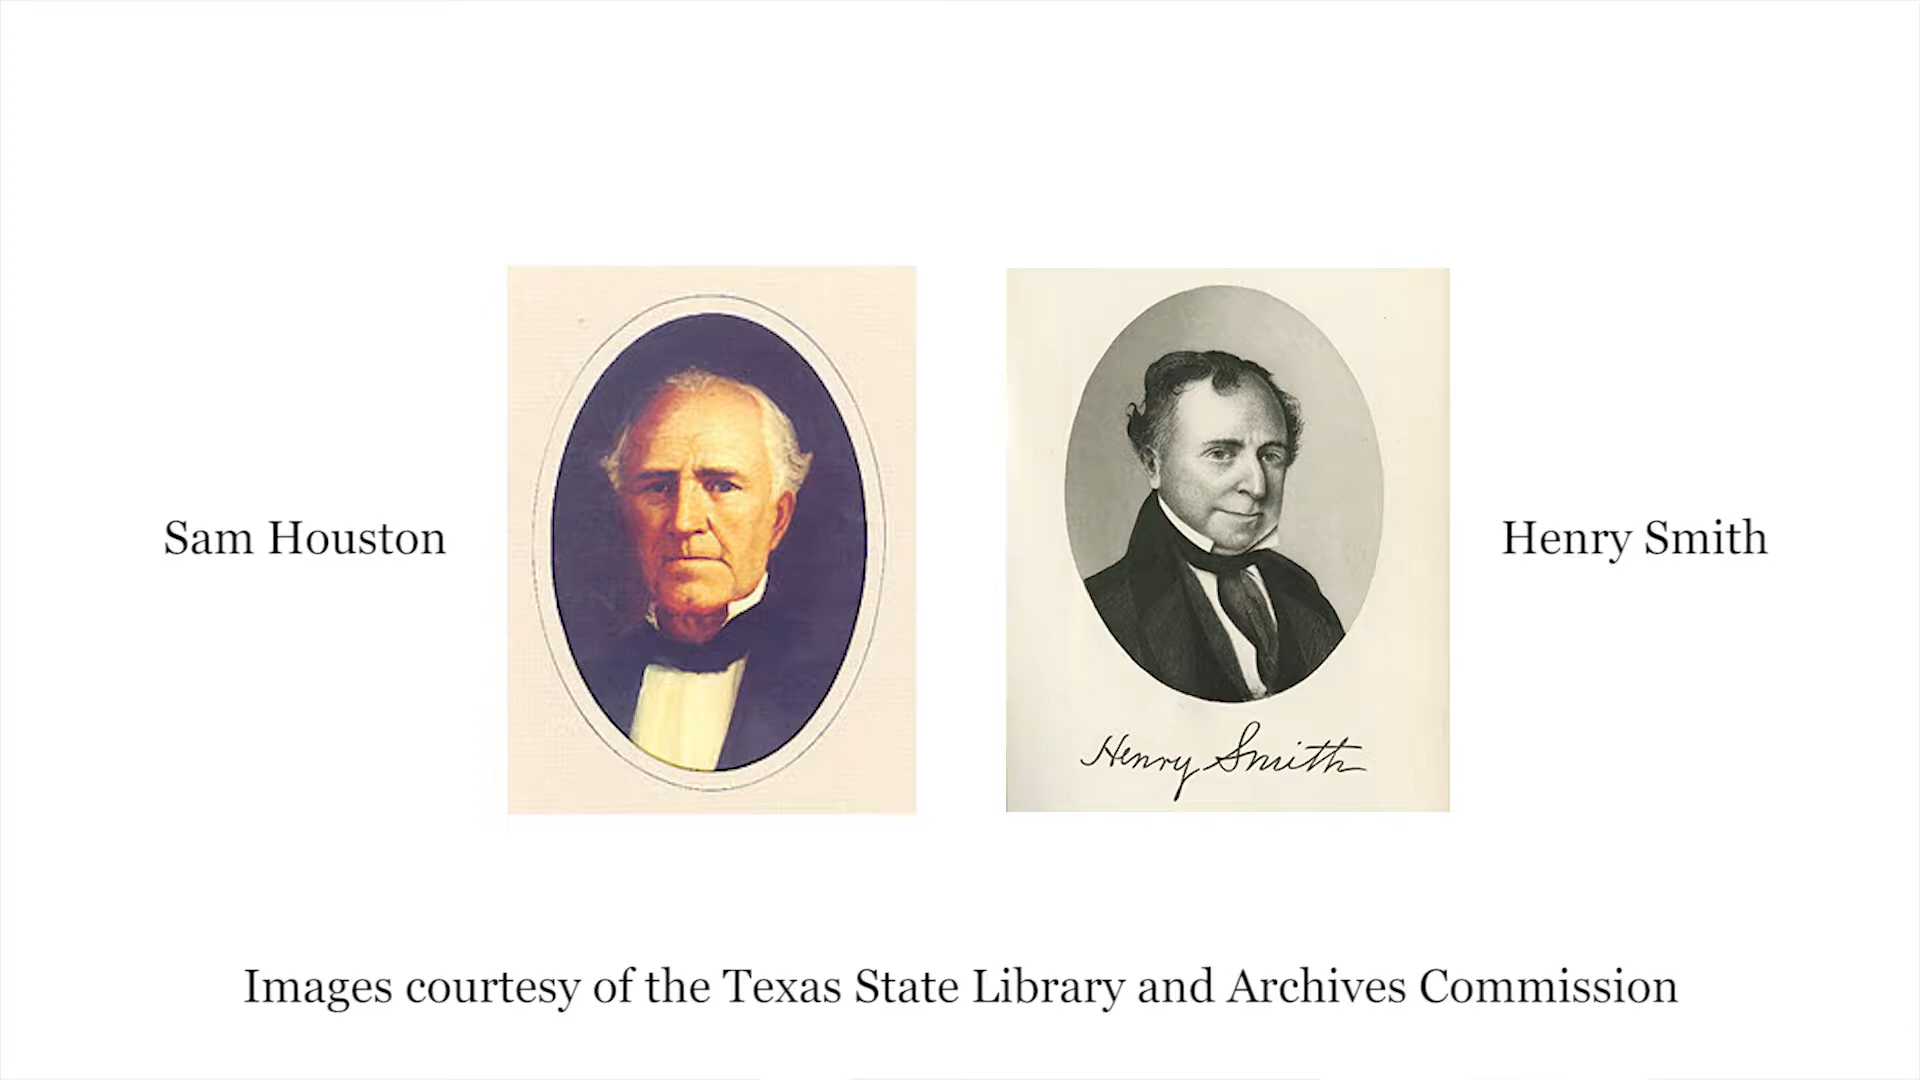 Sam Houston
Henry Smith
Henry Smith
Images courtesy of the Texas State Library and Archives Commission